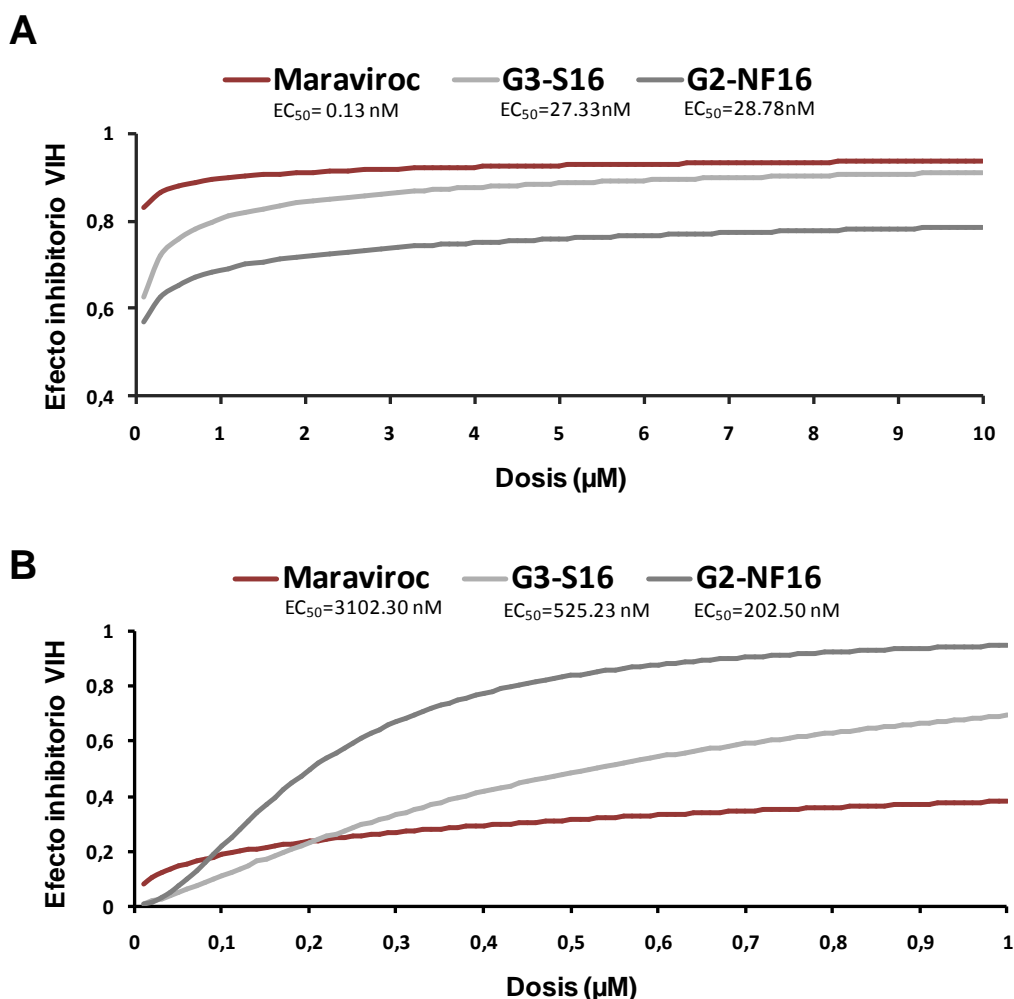 A
Maraviroc G3-S16 G2-NF16
EC₅₀= 0.13 nM EC₅₀=27.33nM EC₅₀=28.78nM
1
0,8
0,6
0,4
Efecto inhibitorio VIH
0 1 2 3 4 5 6 7 8 9 10
Dosis (µM)
B
Maraviroc G3-S16 G2-NF16
EC₅₀=3102.30 nM EC₅₀=525.23 nM EC₅₀=202.50 nM
1
0,8
0,6
0,4
0,2
0
Efecto inhibitorio VIH
0 0,1 0,2 0,3 0,4 0,5 0,6 0,7 0,8 0,9 1
Dosis (µM)